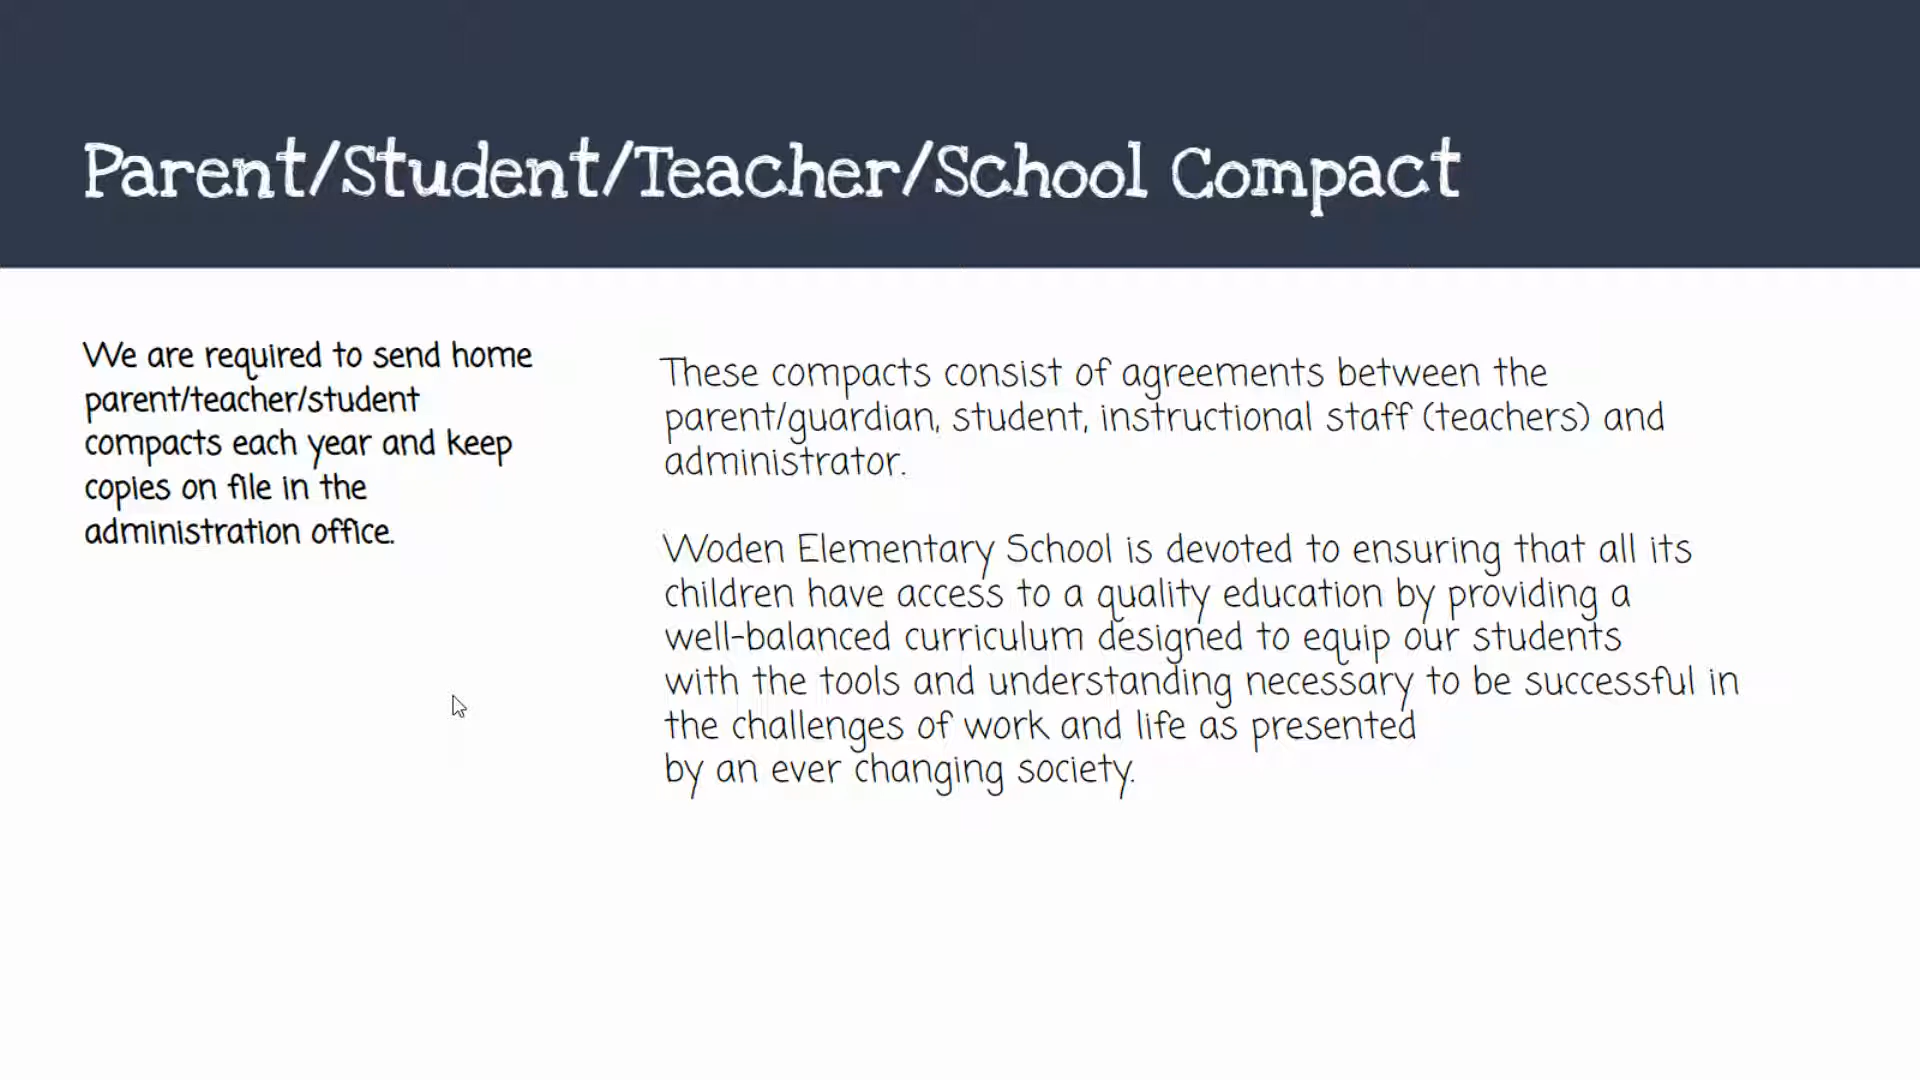 Parent/Student/Teacher/School Compact
We are required to send home
parent/teacher/student
compacts each year and keep
copies on file in the
administration office.
These compacts consist of agreements between the
parent/guardian, student, instructional staff (teachers) and
administrator.
Woden Elementary School is devoted to ensuring that all its
children have access to a quality education by providing a
well-balanced curriculum designed to equip our students
with the tools and understanding necessary to be successful in
the challenges of work and life as presented
by an ever changing society.